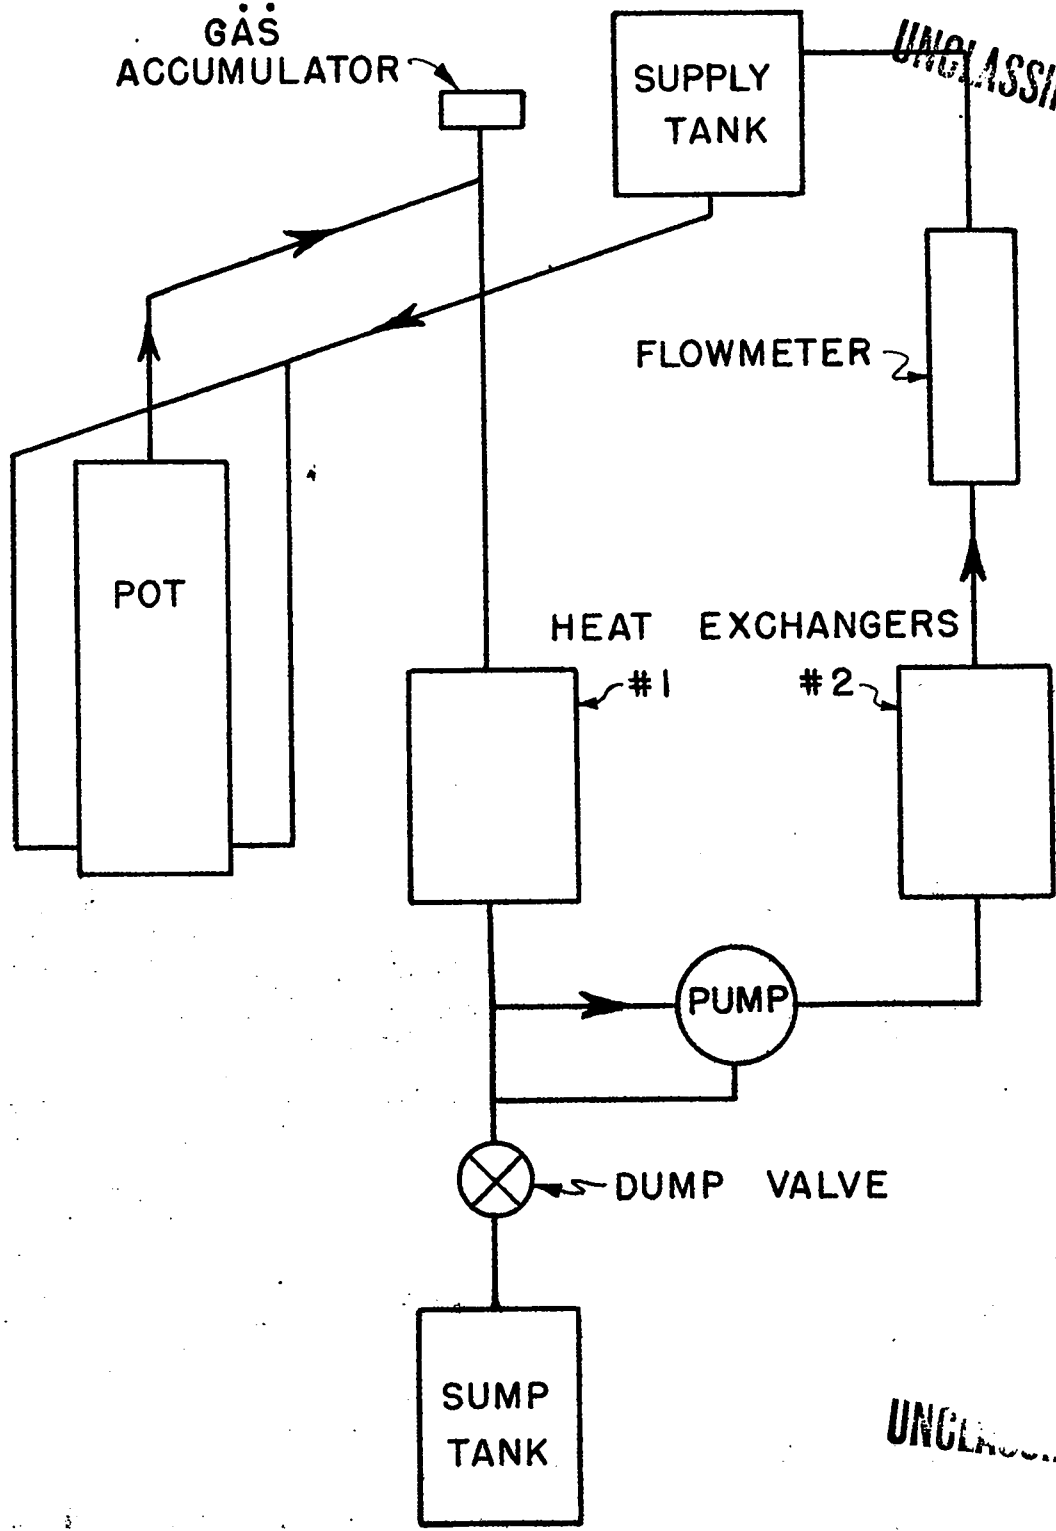 GAS
ACCUMULATOR
SUPPLY
TANK
FLOWMETER
POT
HEAT EXCHANGERS
#1
#2
PUMP
DUMP VALVE
SUMP
TANK